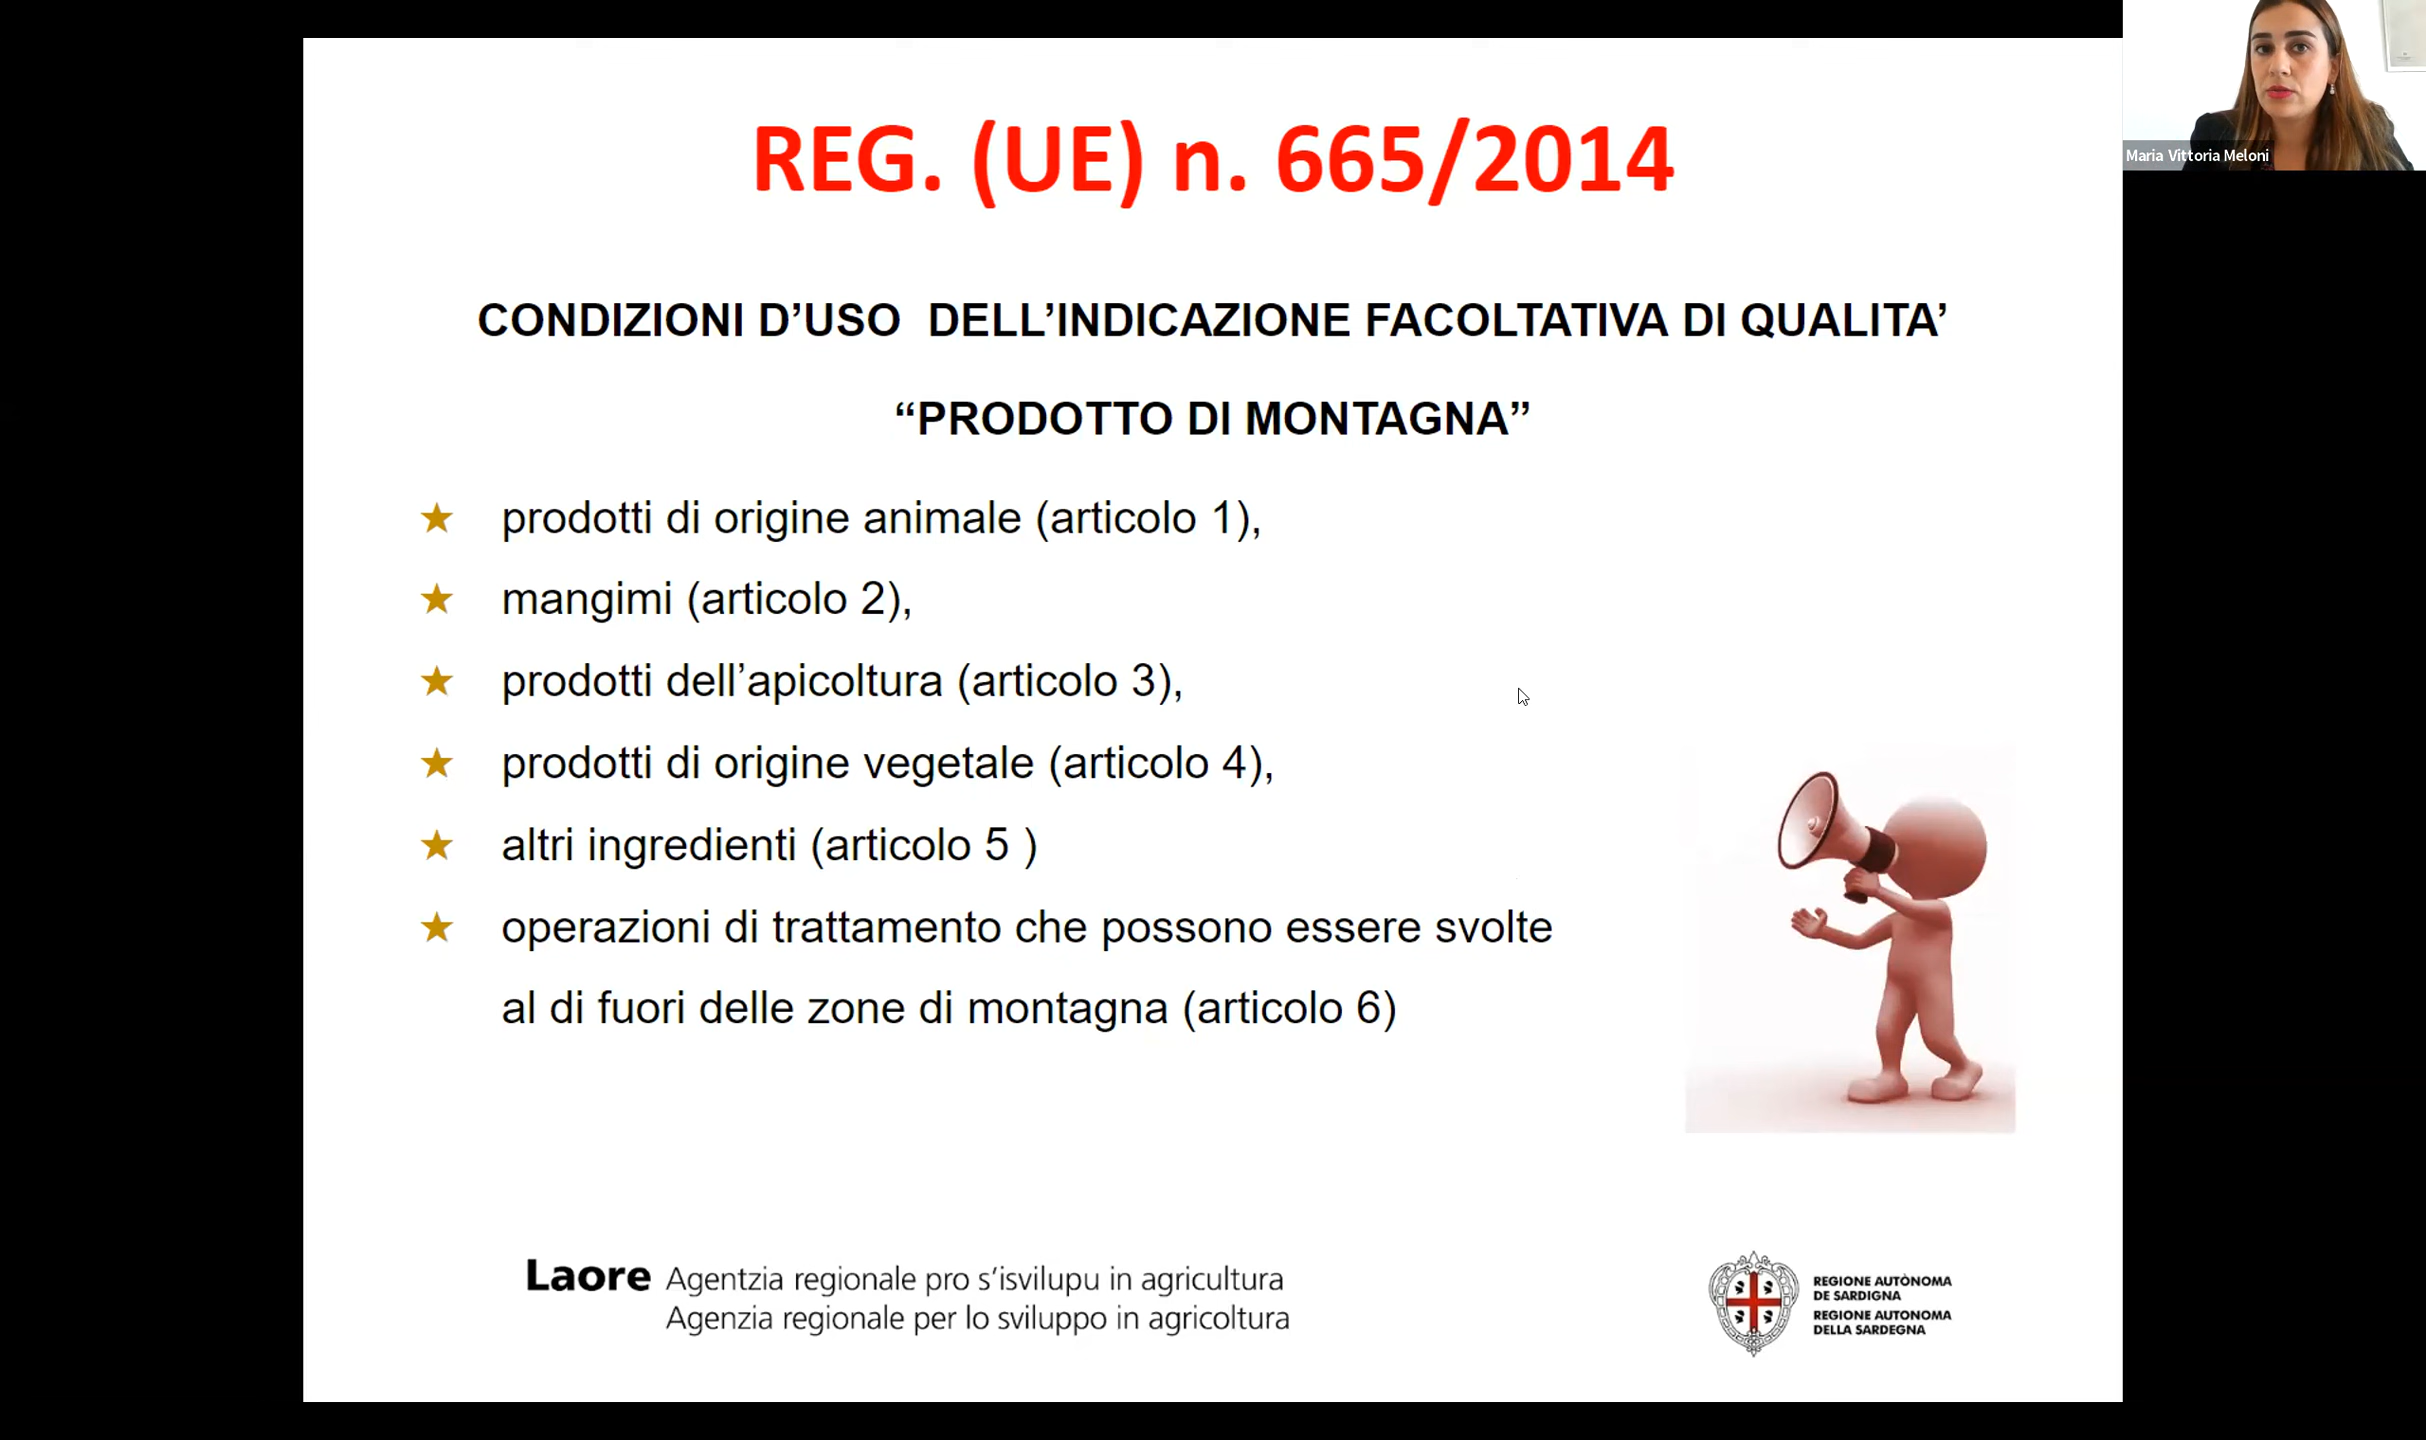 REG. (UE) n. 665/2014
Maria Vittoria Meloni
CONDIZIONI D’USO  DELL’INDICAZIONE FACOLTATIVA DI QUALITA’
“PRODOTTO DI MONTAGNA”
★ prodotti di origine animale (articolo 1),
★ mangimi (articolo 2),
★ prodotti dell’apicoltura (articolo 3),
★ prodotti di origine vegetale (articolo 4),
★ altri ingredienti (articolo 5 )
★ operazioni di trattamento che possono essere svolte
al di fuori delle zone di montagna (articolo 6)
Laore Agentzia regionale pro s’isvilupu in agricultura
Agenzia regionale per lo sviluppo in agricoltura
REGIONE AUTÒNOMA
DE SARDIGNA
REGIONE AUTONOMA
DELLA SARDEGNA